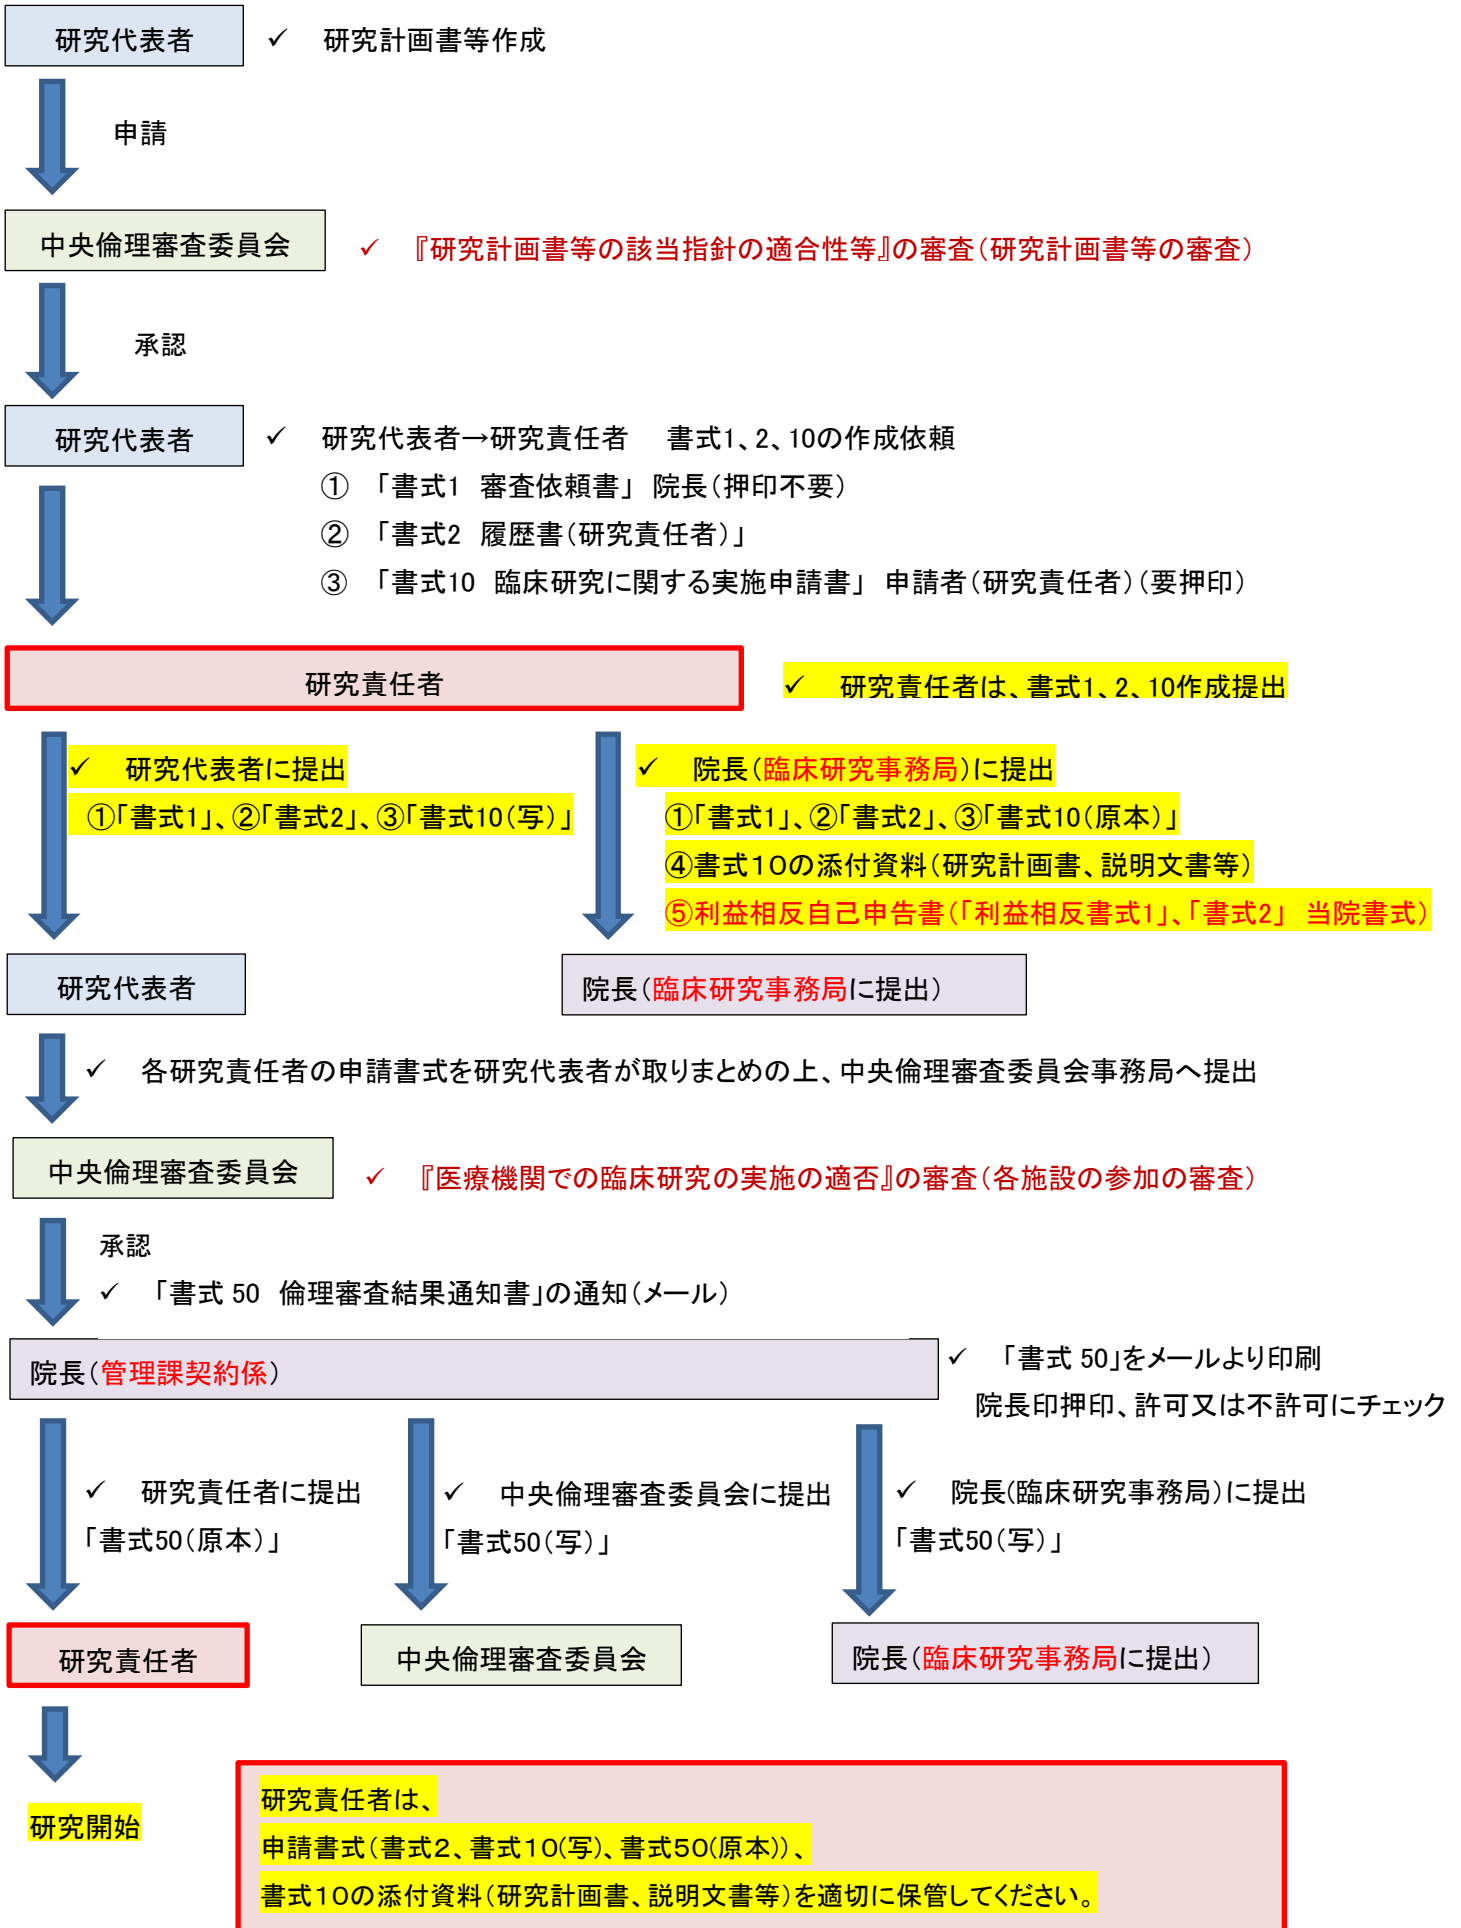 研究代表者
✓ 研究計画書等作成
申請
中央倫理審査委員会
✓ 『研究計画書等の該当指針の適合性等』の審査(研究計画書等の審査)
承認
研究代表者
✓ 研究代表者→研究責任者 書式1、2、10の作成依頼
① 「書式1 審査依頼書」 院長(押印不要)
② 「書式2 履歴書(研究責任者)」
③ 「書式10 臨床研究に関する実施申請書」 申請者(研究責任者)(要押印)
研究責任者
✓ 研究責任者は、書式1、2、10作成提出
✓ 研究代表者に提出
①「書式1」、②「書式2」、③「書式10(写)」
✓ 院長(臨床研究事務局)に提出
①「書式1」、②「書式2」、③「書式10(原本)」
④書式10の添付資料(研究計画書、説明文書等)
⑤利益相反自己申告書(「利益相反書式1」、「書式2」 当院書式)
研究代表者
院長(臨床研究事務局に提出)
✓ 各研究責任者の申請書式を研究代表者が取りまとめの上、中央倫理審査委員会事務局へ提出
中央倫理審査委員会
✓ 『医療機関での臨床研究の実施の適否』の審査(各施設の参加の審査)
承認
✓ 「書式 50 倫理審査結果通知書」の通知(メール)
院長(管理課契約係)
✓ 「書式 50」をメールより印刷
院長印押印、許可又は不許可にチェック
✓ 研究責任者に提出
「書式50(原本)」
✓ 中央倫理審査委員会に提出
「書式50(写)」
✓ 院長(臨床研究事務局)に提出
「書式50(写)」
研究責任者
中央倫理審査委員会
院長(臨床研究事務局に提出)
研究開始
研究責任者は、
申請書式(書式2、書式10(写)、書式50(原本))、
書式10の添付資料(研究計画書、説明文書等)を適切に保管してください。